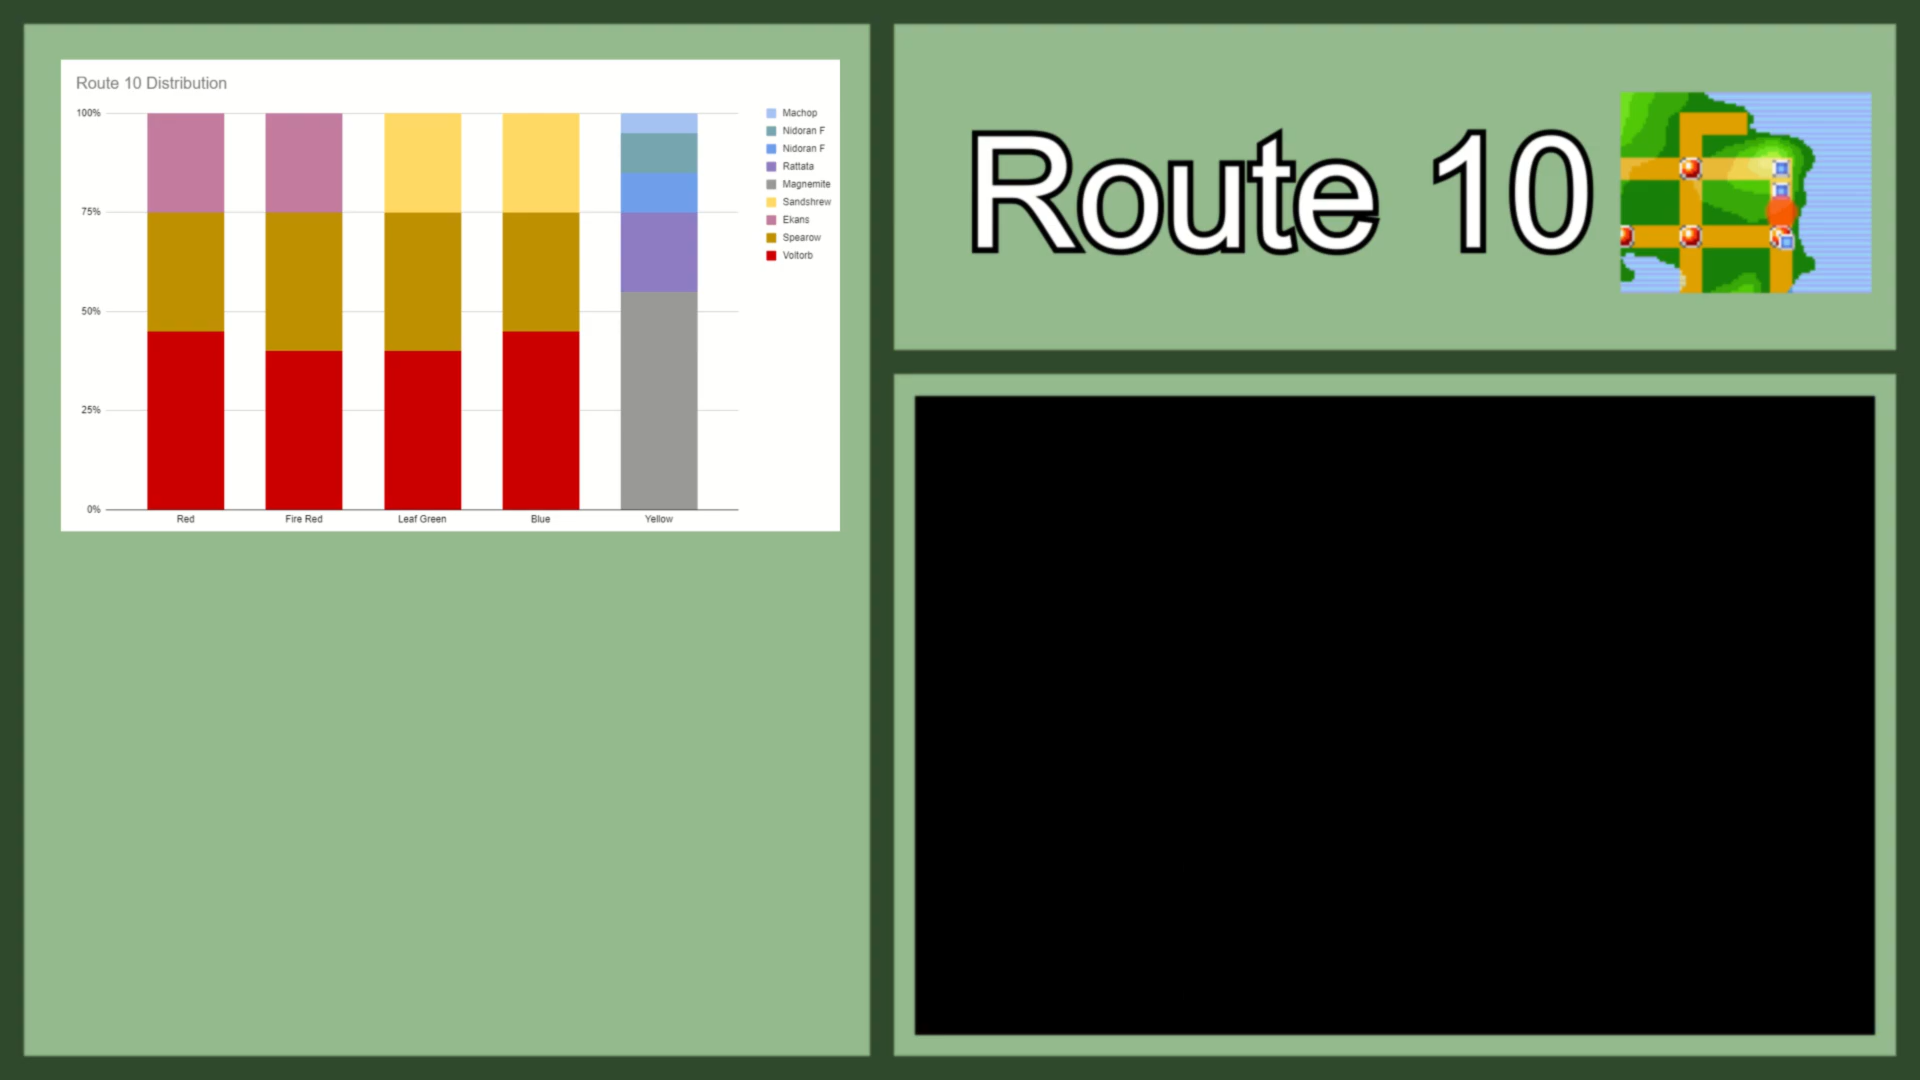 Route 10 Distribution
100%
75%
50%
25%
0%
Red
Fire Red
Leaf Green
Blue
Yellow
Machop
Nidoran F
Nidoran F
Rattata
Magnemite
Sandshrew
Ekans
Spearow
Voltorb
Route 10